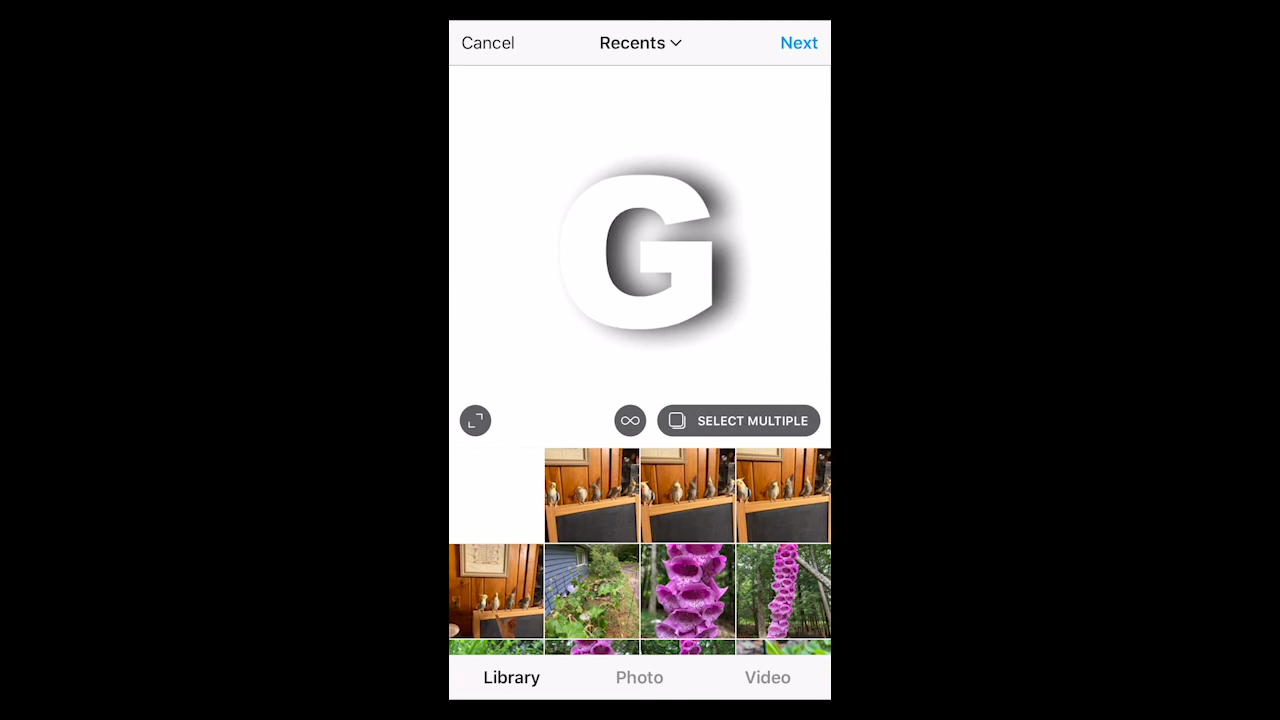 Cancel
Recents
Next
G
SELECT MULTIPLE
Library
Photo
Video